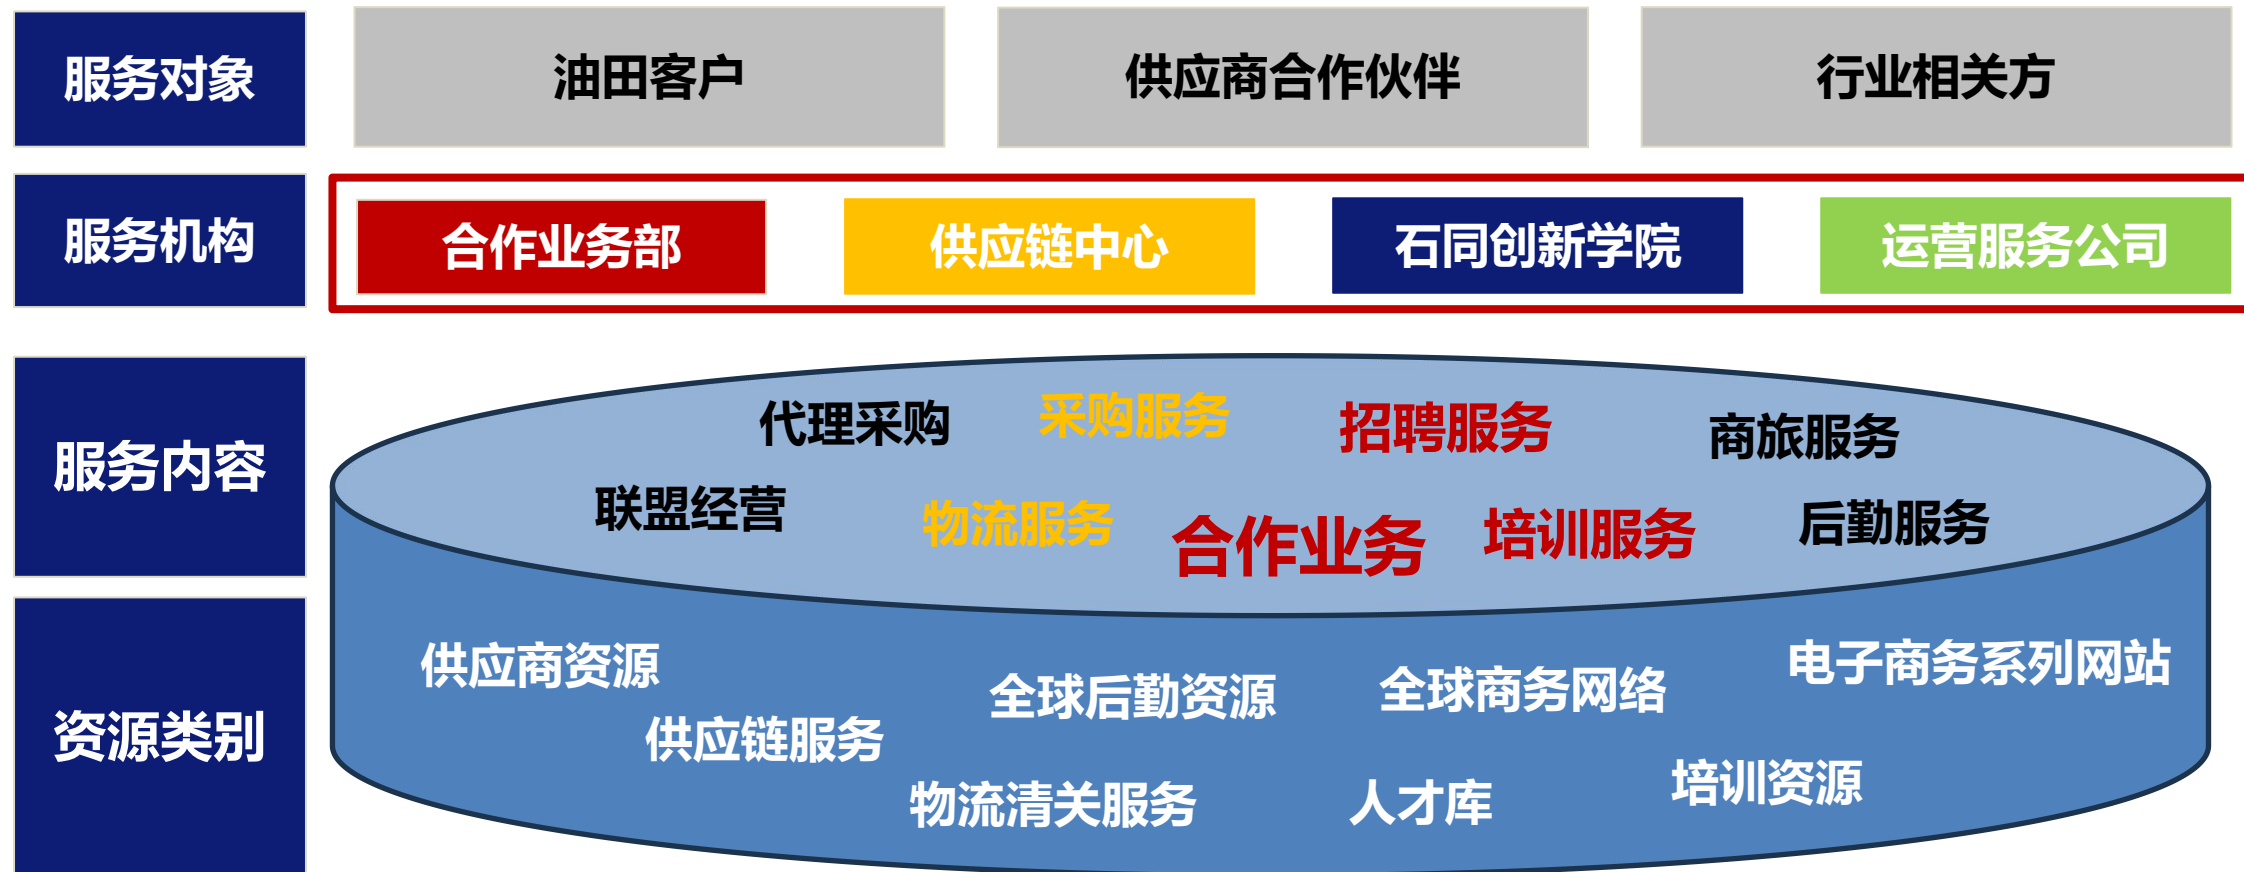 服务对象
油田客户
供应商合作伙伴
行业相关方
服务机构
合作业务部
供应链中心
石同创新学院
运营服务公司
服务内容
代理采购
采购服务
招聘服务
商旅服务
联盟经营
物流服务
合作业务
培训服务
后勤服务
资源类别
供应商资源
全球后勤资源
全球商务网络
电子商务系列网站
供应链服务
物流清关服务
人才库
培训资源